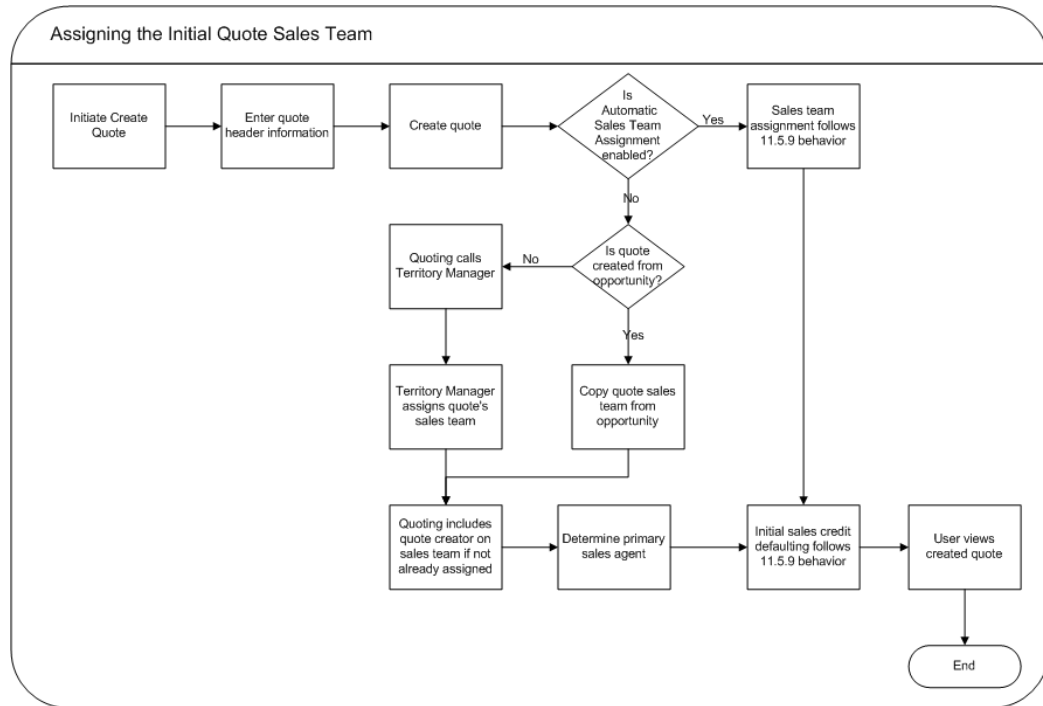 Assigning the Initial Quote Sales Team
Initiate Create
Quote
Enter quote
header information
Create quote
Is
Automatic
Sales Team
Assignment
enabled?
Yes
Sales team
assignment follows
11.5.9 behavior
No
Quoting calls
Territory Manager
No
Is quote
created from
opportunity?
Yes
Territory Manager
assigns quote's
sales team
Copy quote sales
team from
opportunity
Quoting includes
quote creator on
sales team if not
already assigned
Determine primary
sales agent
Initial sales credit
defaulting follows
11.5.9 behavior
User views
created quote
End